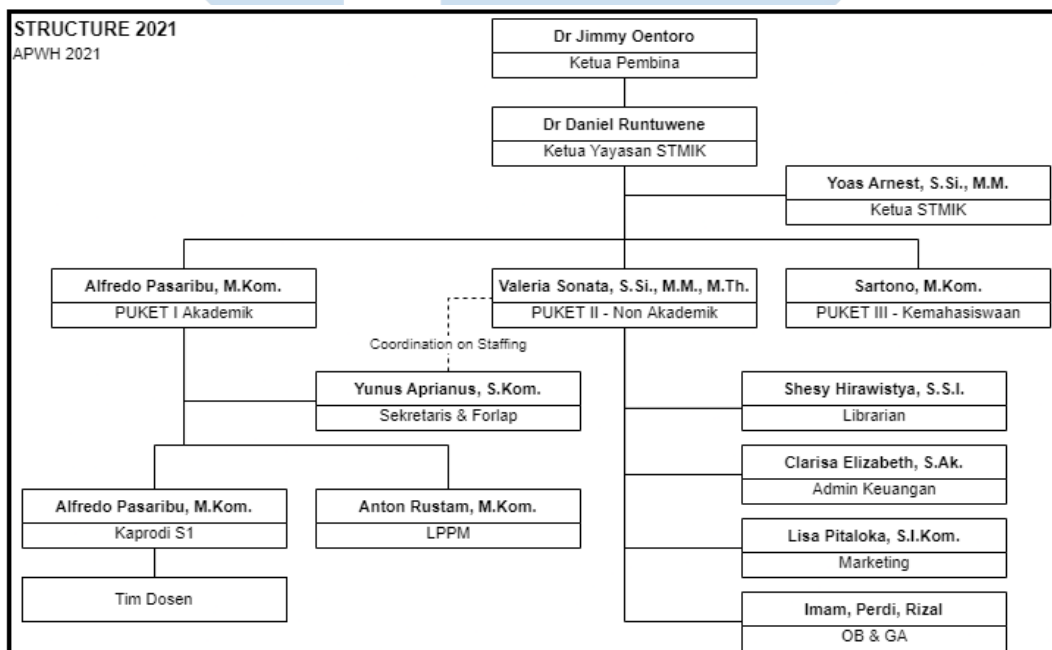 STRUCTURE 2021
APWH 2021
Dr Jimmy Oentoro
Ketua Pembina
Dr Daniel Runtuwene
Ketua Yayasan STMIK
Yoas Arnest, S.Si., M.M.
Ketua STMIK
Alfredo Pasaribu, M.Kom.
PUKET I Akademik
Valeria Sonata, S.Si., M.M., M.Th.
PUKET II - Non Akademik
Sartono, M.Kom.
PUKET III - Kemahasiswaan
Coordination on Staffing
Yunus Aprianus, S.Kom.
Sekretaris & Forlap
Shesy Hirawistya, S.S.I.
Librarian
Clarisa Elizabeth, S.Ak.
Admin Keuangan
Alfredo Pasaribu, M.Kom.
Kaprodi S1
Anton Rustam, M.Kom.
LPPM
Lisa Pitaloka, S.I.Kom.
Marketing
Tim Dosen
Imam, Perdi, Rizal
OB & GA